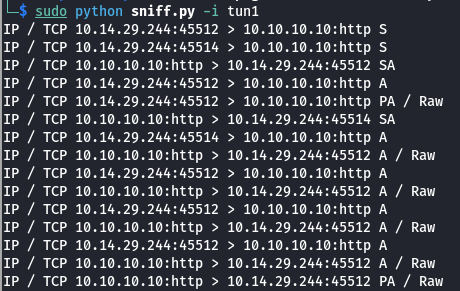 └─$ sudo python sniff.py -i tun1
IP / TCP 10.14.29.244:45512 > 10.10.10.10:http S
IP / TCP 10.14.29.244:45514 > 10.10.10.10:http S
IP / TCP 10.10.10.10:http > 10.14.29.244:45512 SA
IP / TCP 10.14.29.244:45512 > 10.10.10.10:http A
IP / TCP 10.14.29.244:45512 > 10.10.10.10:http PA / Raw
IP / TCP 10.10.10.10:http > 10.14.29.244:45514 SA
IP / TCP 10.14.29.244:45514 > 10.10.10.10:http A
IP / TCP 10.10.10.10:http > 10.14.29.244:45512 A / Raw
IP / TCP 10.14.29.244:45512 > 10.10.10.10:http A
IP / TCP 10.10.10.10:http > 10.14.29.244:45512 A / Raw
IP / TCP 10.14.29.244:45512 > 10.10.10.10:http A
IP / TCP 10.10.10.10:http > 10.14.29.244:45512 A / Raw
IP / TCP 10.14.29.244:45512 > 10.10.10.10:http A
IP / TCP 10.10.10.10:http > 10.14.29.244:45512 A / Raw
IP / TCP 10.10.10.10:http > 10.14.29.244:45512 PA / Raw